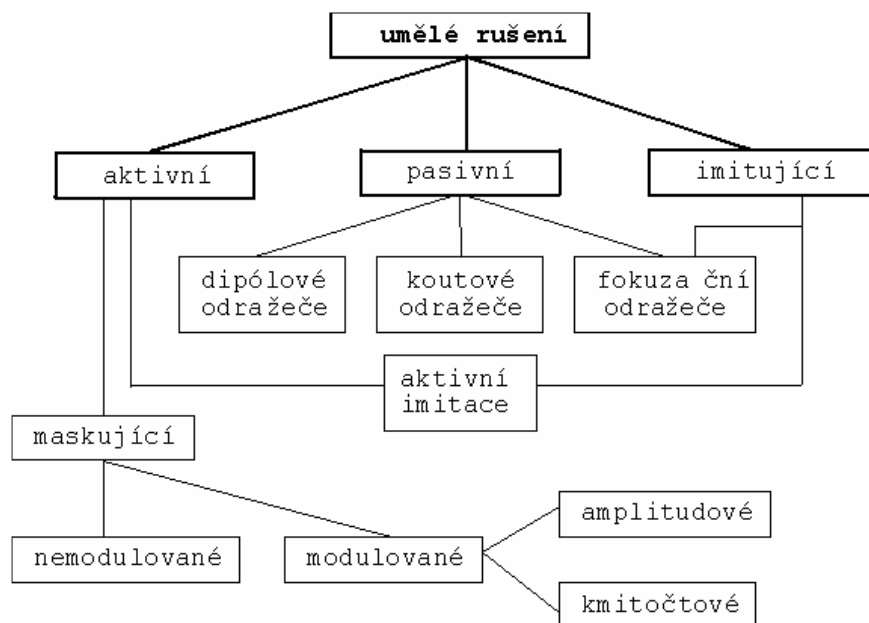 umělé rušení
aktivní
pasivní
imitující
dipólové
odražeče
koutové
odražeče
fokuza ční
odražeče
aktivní
imitace
maskující
amplitudové
nemodulované
modulované
kmitočtové